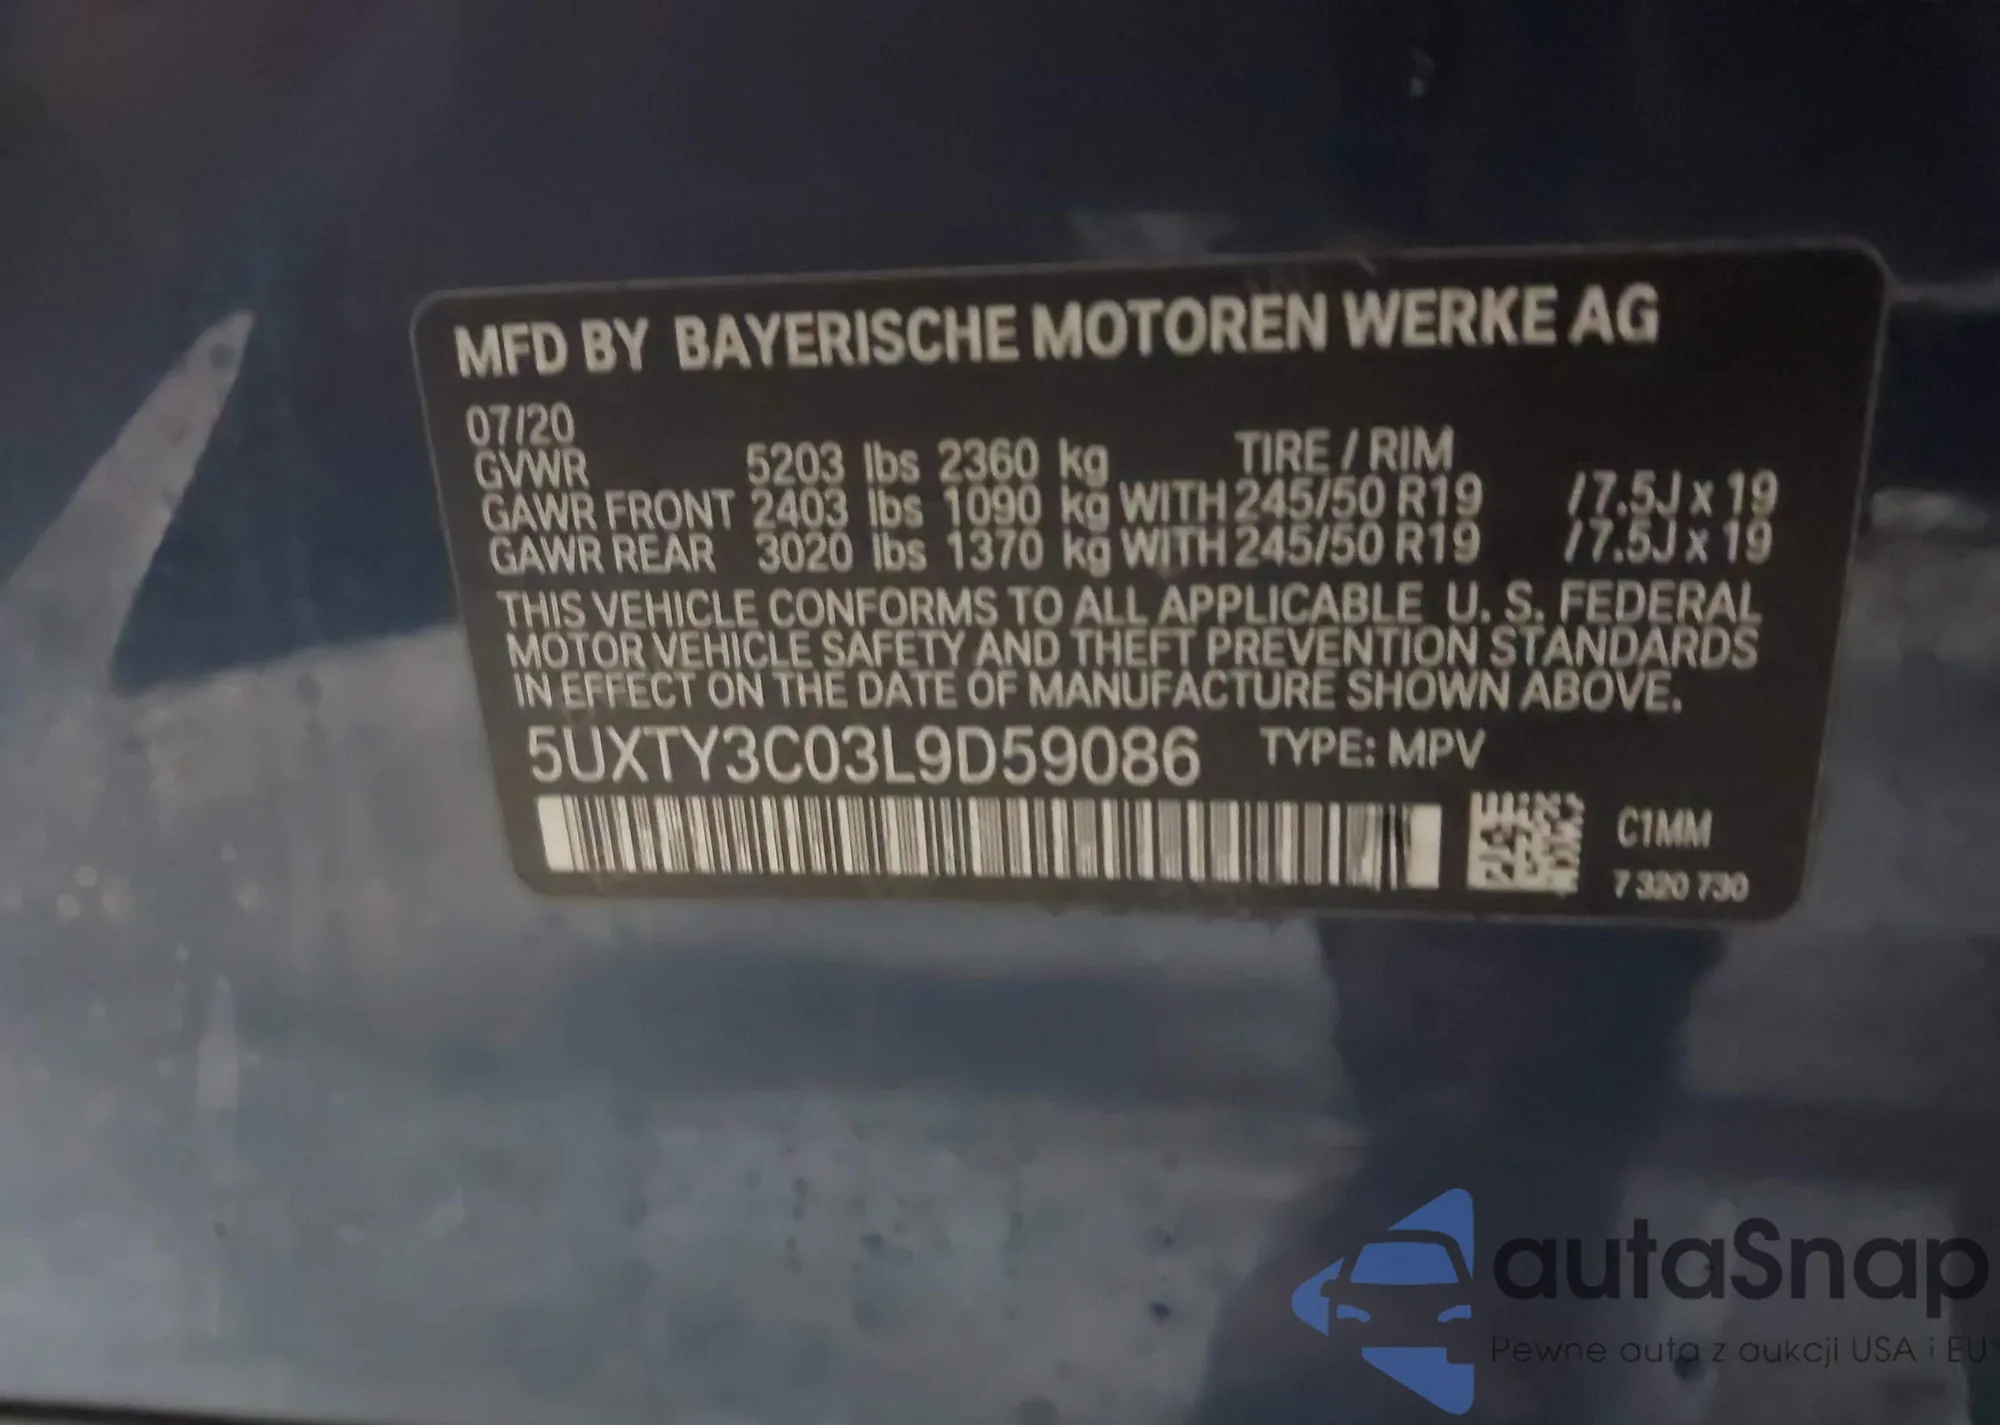 MFD BY BAYERISCHE MOTOREN WERKE AG
07/20
GVWR 5203 lbs 2360 kg TIRE / RIM
GAWR FRONT 2403 lbs 1090 kg WITH 245/50 R19 /7.5J x 19
GAWR REAR 3020 lbs 1370 kg WITH 245/50 R19 /7.5J x 19
THIS VEHICLE CONFORMS TO ALL APPLICABLE U. S. FEDERAL
MOTOR VEHICLE SAFETY AND THEFT PREVENTION STANDARDS
IN EFFECT ON THE DATE OF MANUFACTURE SHOWN ABOVE.
5UXTY3C03L9D59086 TYPE: MPV
C1MM
7 320 730
autaSnap
Pewne auta z aukcji USA i EU